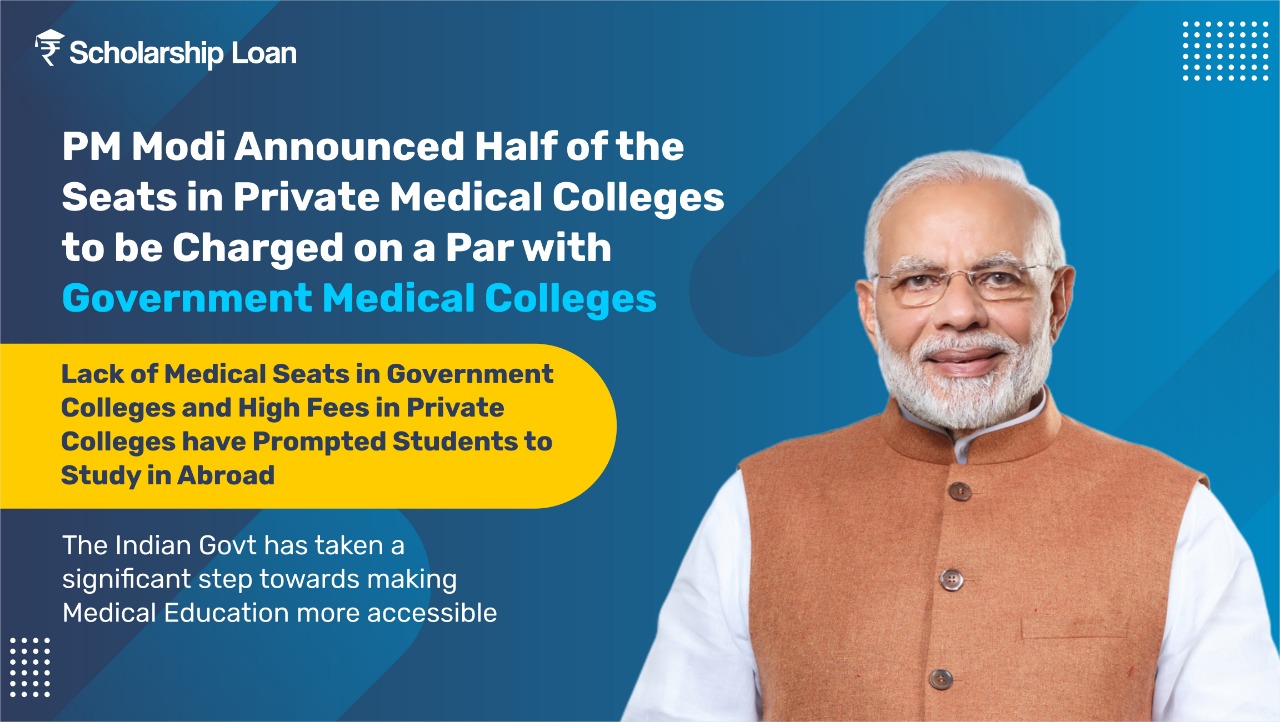 Scholarship Loan
PM Modi Announced Half of the
Seats in Private Medical Colleges
to be Charged on a Par with
Government Medical Colleges
Lack of Medical Seats in Government
Colleges and High Fees in Private
Colleges have Prompted Students to
Study in Abroad
The Indian Govt has taken a
significant step towards making
Medical Education more accessible